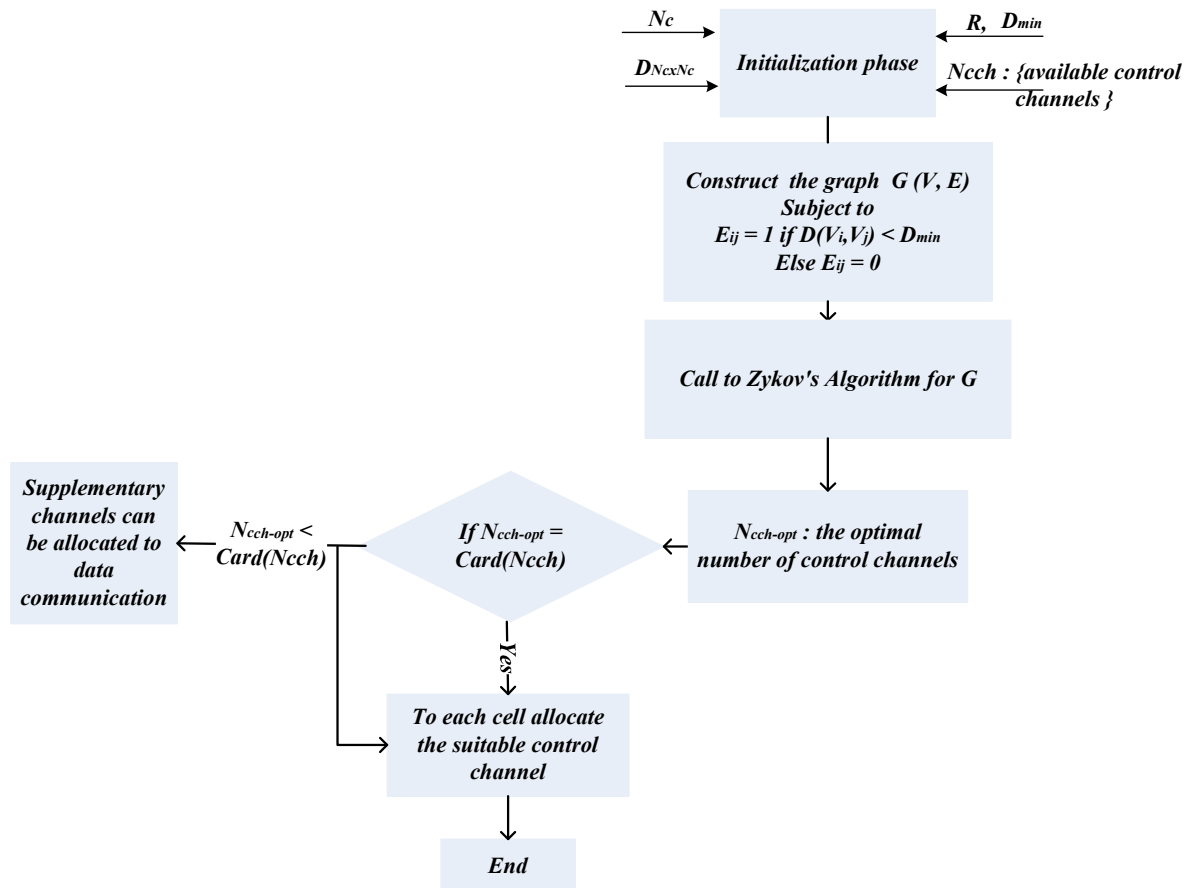 Nc
R, Dmin
Initialization phase
DNcxNc
Ncch : {available control
channels }
Construct the graph G (V, E)
Subject to
Eij = 1 if D(Vi,Vj) < Dmin
Else Eij = 0
Call to Zykov's Algorithm for G
Ncch-opt : the optimal
number of control channels
If Ncch-opt =
Card(Ncch)
Ncch-opt <
Card(Ncch)
Supplementary
channels can
be allocated to
data
communication
Yes
To each cell allocate
the suitable control
channel
End